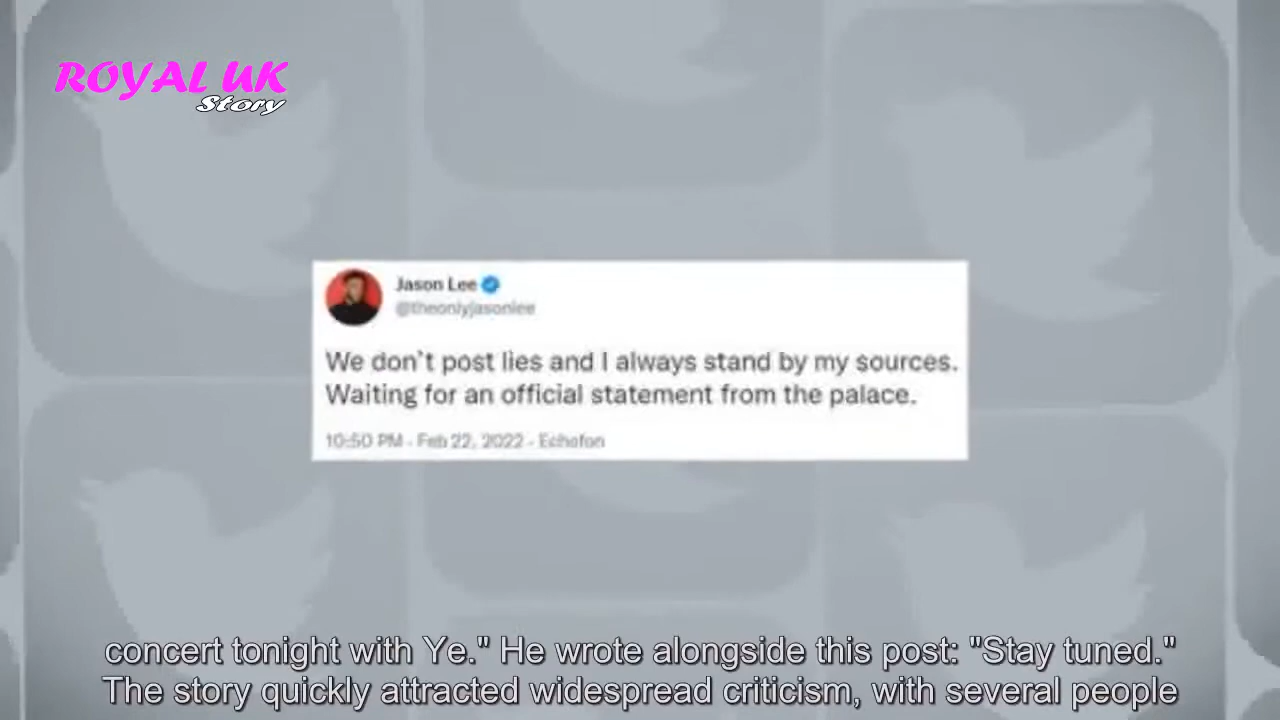 ROYAL UK
Story
Jason Lee
@theonlyjasonlee
We don't post lies and I always stand by my sources.
Waiting for an official statement from the palace.
10:50 PM - Feb 22, 2022 - Echofon
concert tonight with Ye." He wrote alongside this post: "Stay tuned."
The story quickly attracted widespread criticism, with several people